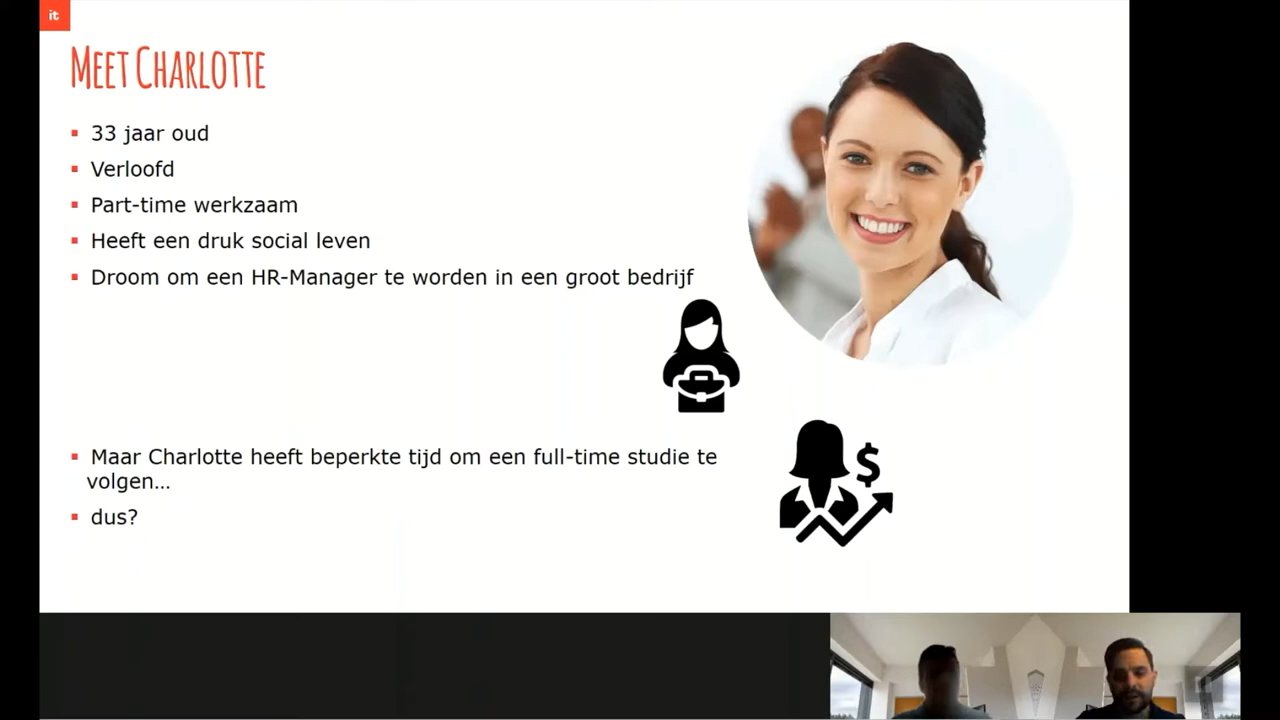 it
MEET CHARLOTTE
33 jaar oud
Verloofd
Part-time werkzaam
Heeft een druk social leven
Droom om een HR-Manager te worden in een groot bedrijf
$
Maar Charlotte heeft beperkte tijd om een full-time studie te
volgen…
dus?